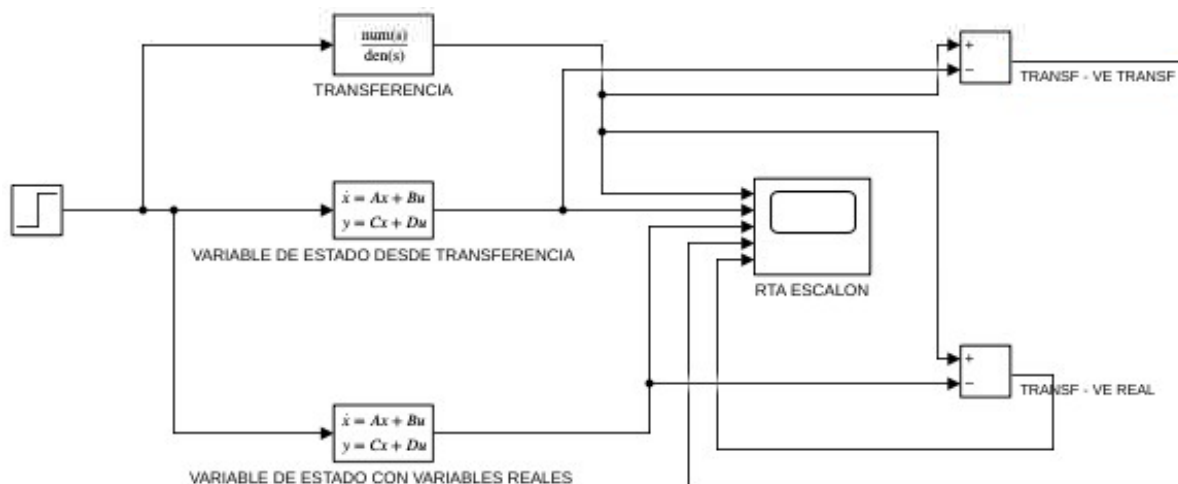 num(s)
den(s)
TRANSFERENCIA
+
−
TRANSF - VE TRANSF
ẋ = Ax + Bu
y = Cx + Du
VARIABLE DE ESTADO DESDE TRANSFERENCIA
RTA ESCALON
+
−
TRANSF - VE REAL
ẋ = Ax + Bu
y = Cx + Du
VARIABLE DE ESTADO CON VARIABLES REALES